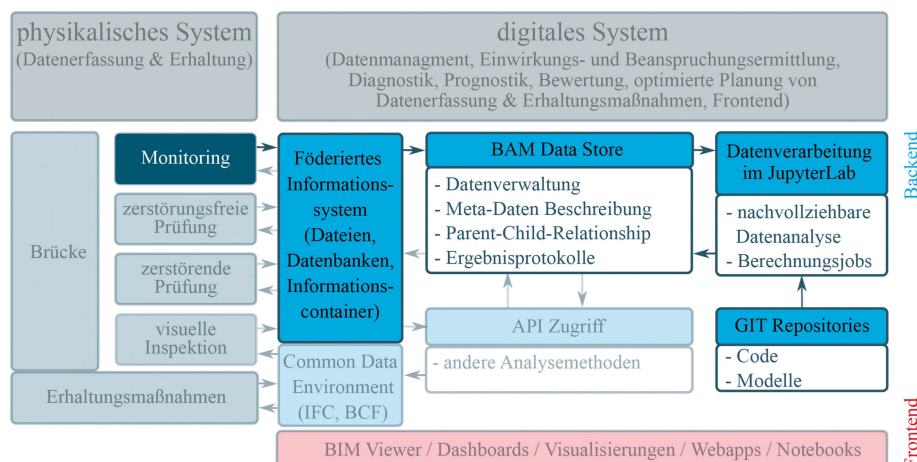 physikalisches System
(Datenerfassung & Erhaltung)
digitales System
(Datenmanagment, Einwirkungs- und Beanspruchungsermittlung,
Diagnostik, Prognostik, Bewertung, optimierte Planung von
Datenerfassung & Erhaltungsmaßnahmen, Frontend)
Brücke
Monitoring
zerstörungsfreie
Prüfung
zerstörende
Prüfung
visuelle
Inspektion
Erhaltungsmaßnahmen
Föderiertes
Informations-
system
(Dateien,
Datenbanken,
Informations-
container)
Common Data
Environment
(IFC, BCF)
BAM Data Store
- Datenverwaltung
- Meta-Daten Beschreibung
- Parent-Child-Relationship
- Ergebnisprotokolle
API Zugriff
- andere Analysemethoden
Datenverarbeitung
im JupyterLab
- nachvollziehbare
Datenanalyse
- Berechnungsjobs
GIT Repositories
- Code
- Modelle
Backend
Frontend
BIM Viewer / Dashboards / Visualisierungen / Webapps / Notebooks